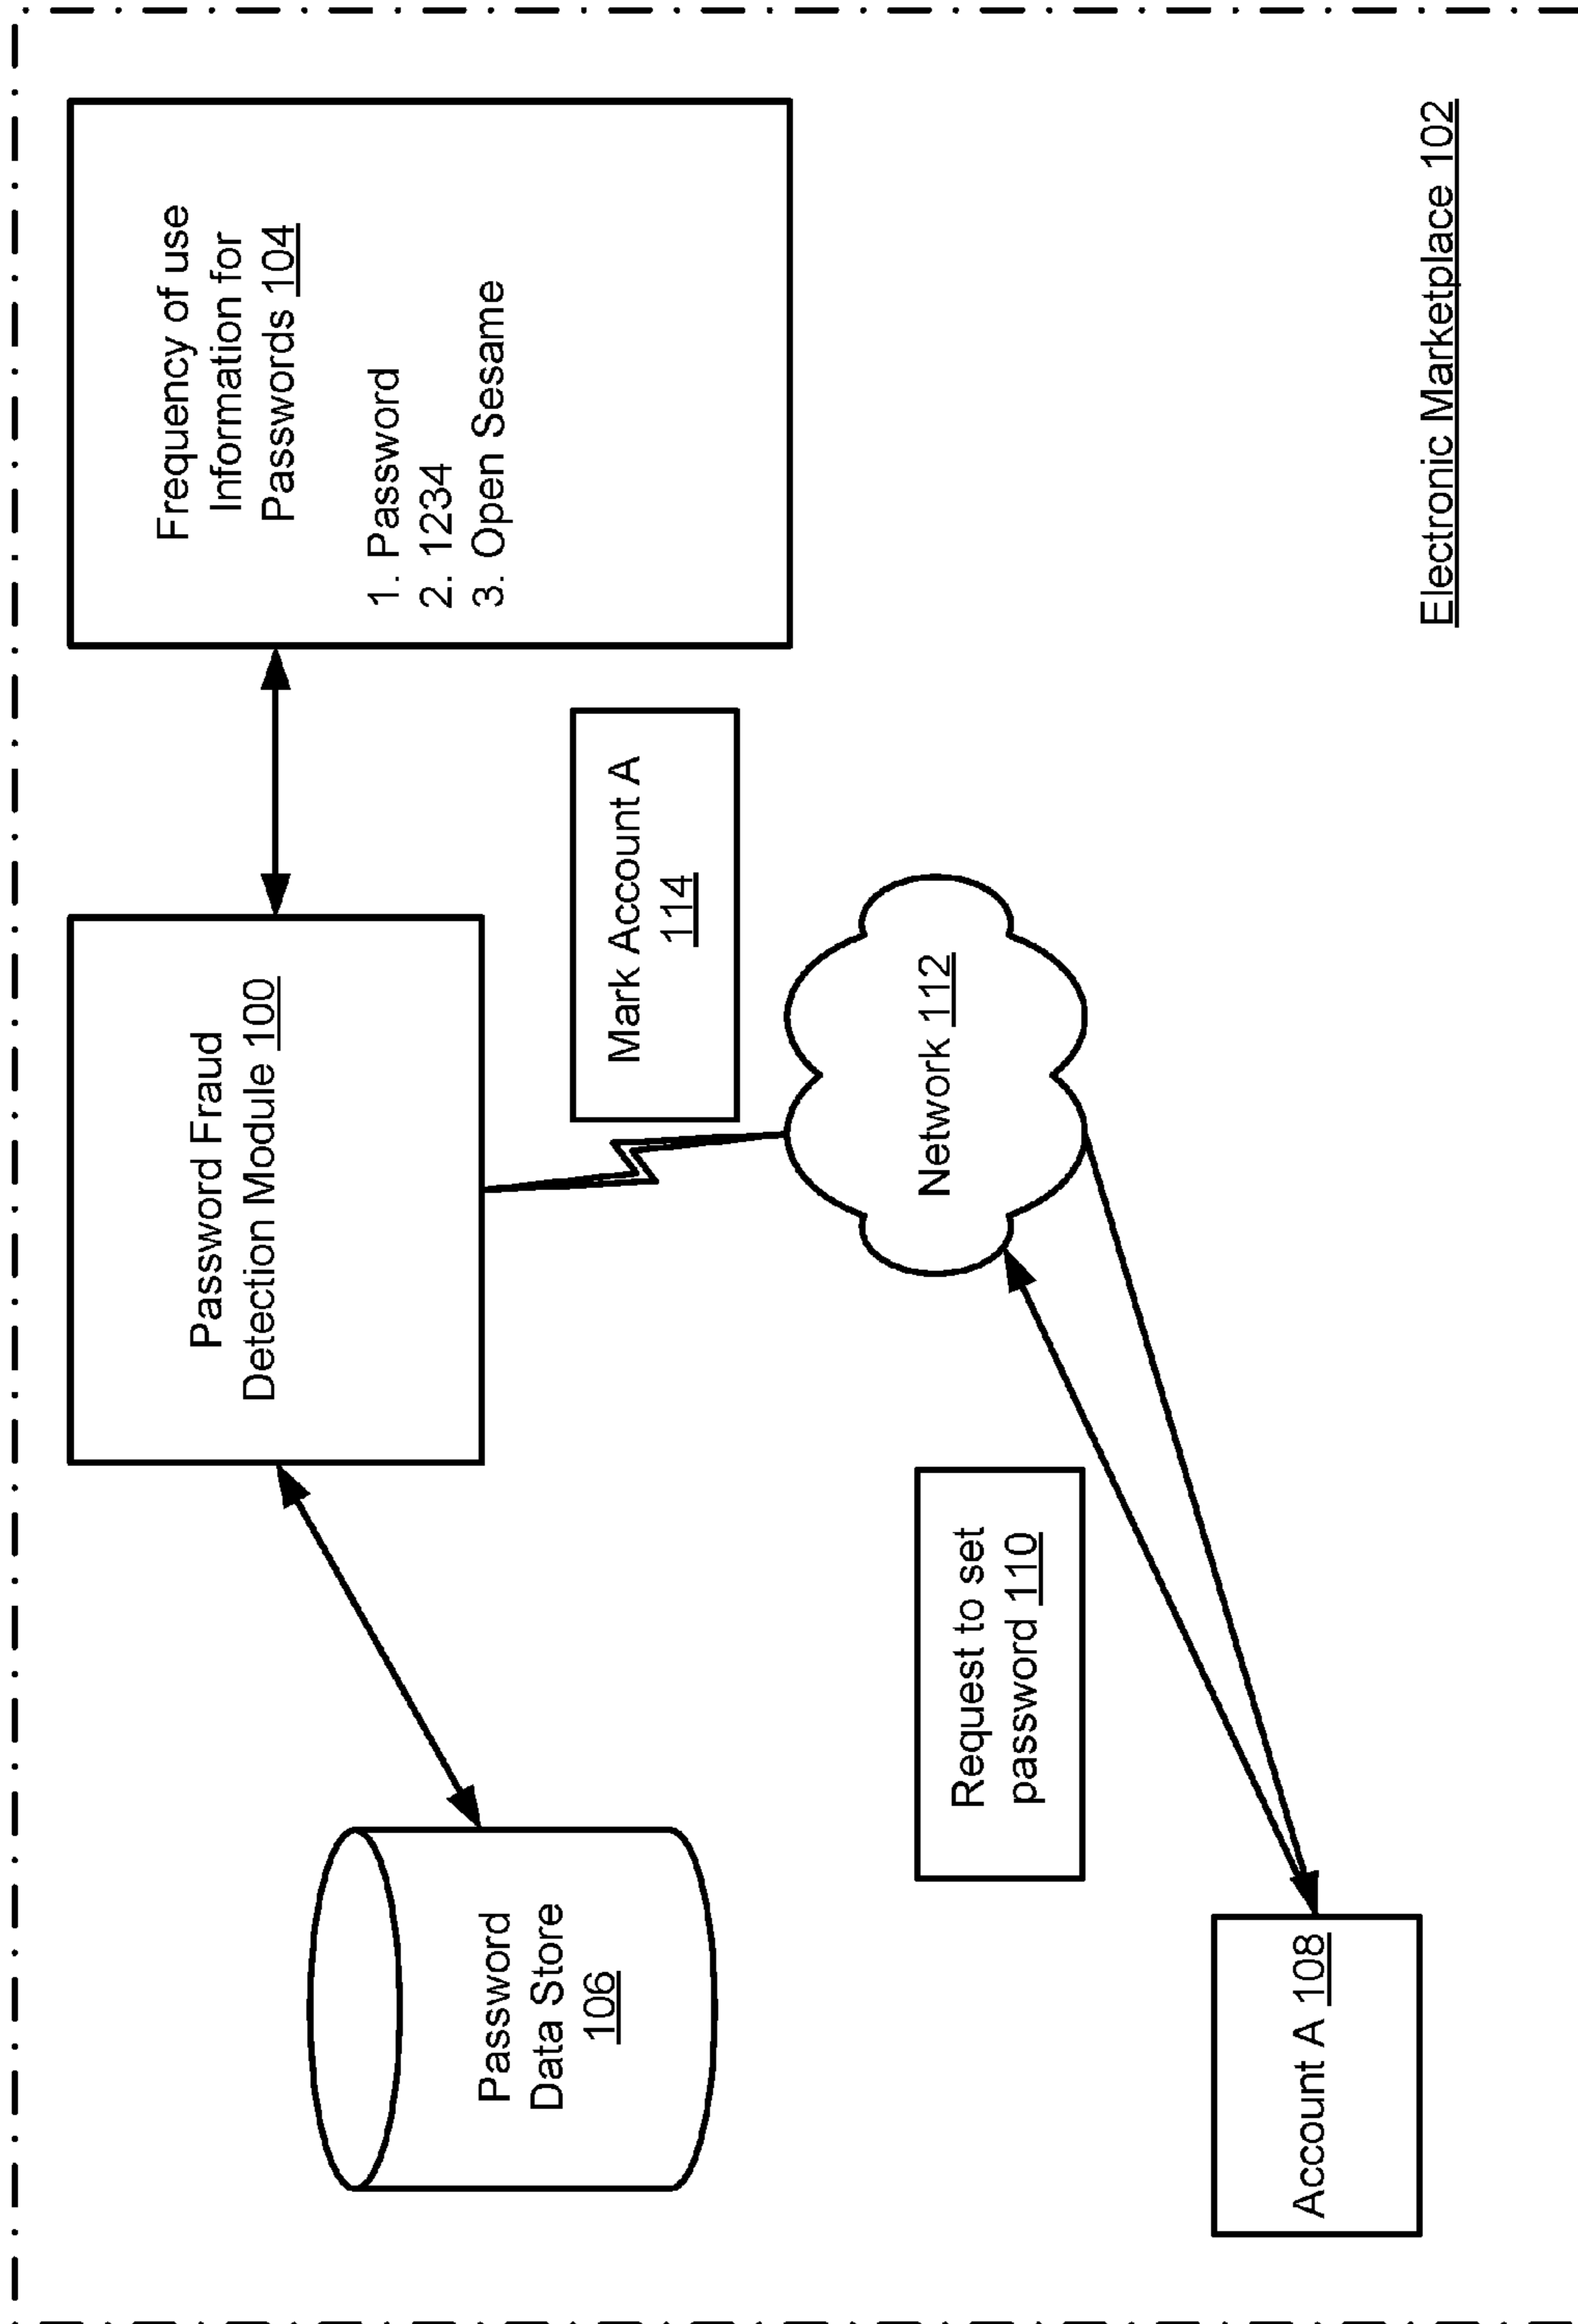 Password
Data Store
106
Password Fraud
Detection Module 100
Frequency of use
Information for
Passwords 104
1. Password
2. 1234
3. Open Sesame
Mark Account A
114
Network 112
Request to set
password 110
Account A 108
Electronic Marketplace 102